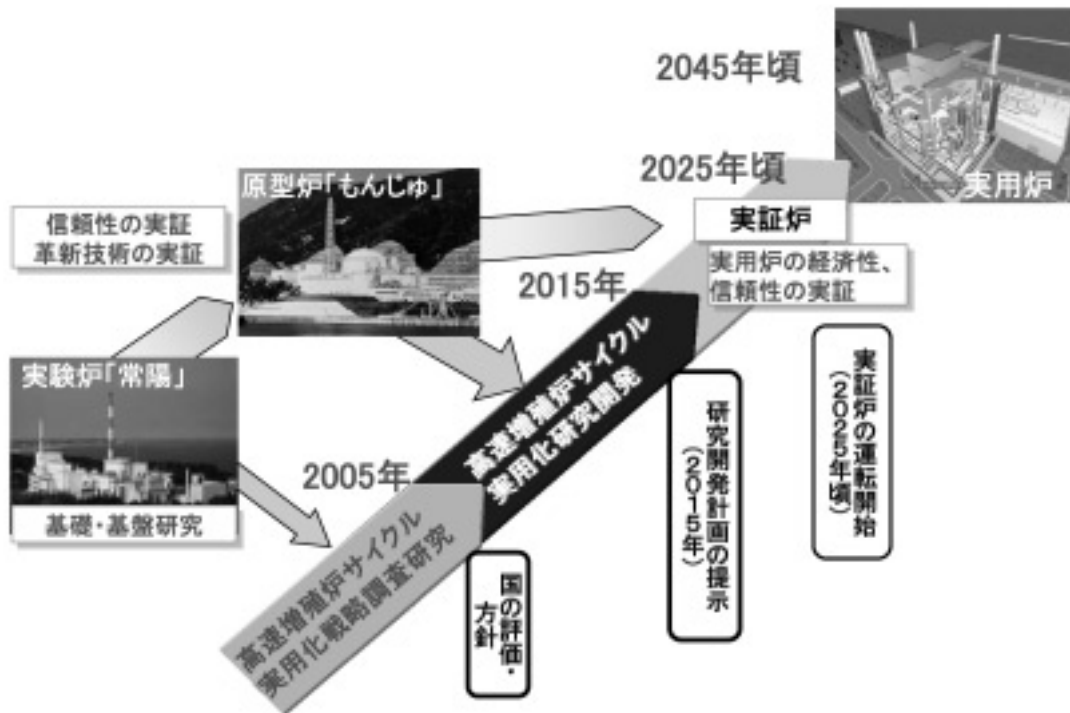 2045年頃
2025年頃
実用炉
原型炉「もんじゅ」
信頼性の実証
革新技術の実証
実証炉
実用炉の経済性、
信頼性の実証
2015年
実験炉「常陽」
基礎・基盤研究
2005年
高速増殖炉サイクル
実用化研究開発
高速増殖炉サイクル
実用化戦略調査研究
国の評価・
方針
研究開発計画の提示
(2015年)
実証炉の運転開始
(2025年頃)